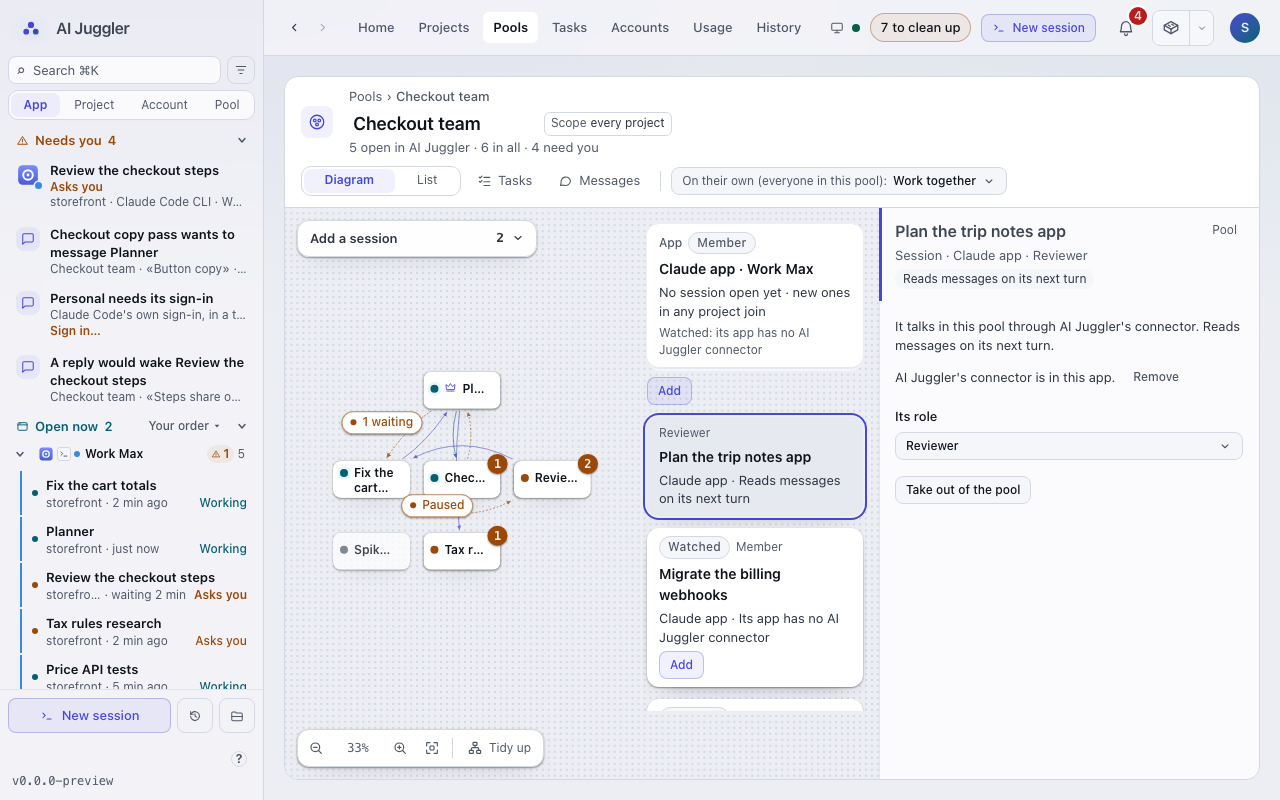 AI Juggler
Search ⌘K
App Project Account Pool
Needs you 4
Review the checkout steps
Asks you
storefront · Claude Code CLI · W…
Checkout copy pass wants to
message Planner
Checkout team · «Button copy» ·…
Personal needs its sign-in
Claude Code's own sign-in, in a t…
Sign in…
A reply would wake Review the
checkout steps
Checkout team · «Steps share o…
Open now 2 Your order
Work Max 1 5
Fix the cart totals
storefront · 2 min ago Working
Planner
storefront · just now Working
Review the checkout steps
storefro… · waiting 2 min Asks you
Tax rules research
storefront · 2 min ago Asks you
Price API tests
storefront · 5 min ago Working
New session
?
v0.0.0-preview
Home Projects Pools Tasks Accounts Usage History
7 to clean up
New session
4
S
Pools › Checkout team
Checkout team
Scope every project
5 open in AI Juggler · 6 in all · 4 need you
Diagram List Tasks Messages
On their own (everyone in this pool): Work together
Add a session 2
Pl…
1 waiting
Fix the
cart…
Chec… 1
Revie… 2
Paused
Spik…
Tax r… 1
33% Tidy up
App Member
Claude app · Work Max
No session open yet · new ones
in any project join
Watched: its app has no AI
Juggler connector
Add
Reviewer
Plan the trip notes app
Claude app · Reads messages
on its next turn
Watched Member
Migrate the billing
webhooks
Claude app · Its app has no AI
Juggler connector
Add
Plan the trip notes app Pool
Session · Claude app · Reviewer
Reads messages on its next turn
It talks in this pool through AI Juggler's connector. Reads
messages on its next turn.
AI Juggler's connector is in this app. Remove
Its role
Reviewer
Take out of the pool